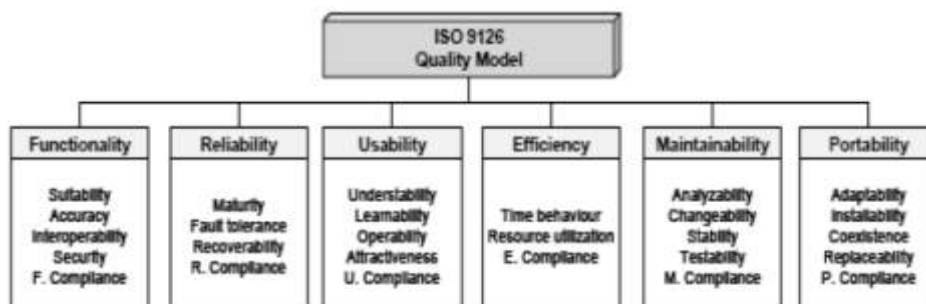 ISO 9126
Quality Model
Functionality
Suitability
Accuracy
Interoperability
Security
F. Compliance
Reliability
Maturity
Fault tolerance
Recoverability
R. Compliance
Usability
Understability
Learnability
Operability
Attractiveness
U. Compliance
Efficiency
Time behaviour
Resource utilization
E. Compliance
Maintainability
Analyzability
Changeability
Stability
Testability
M. Compliance
Portability
Adaptability
Installability
Coexistence
Replaceability
P. Compliance